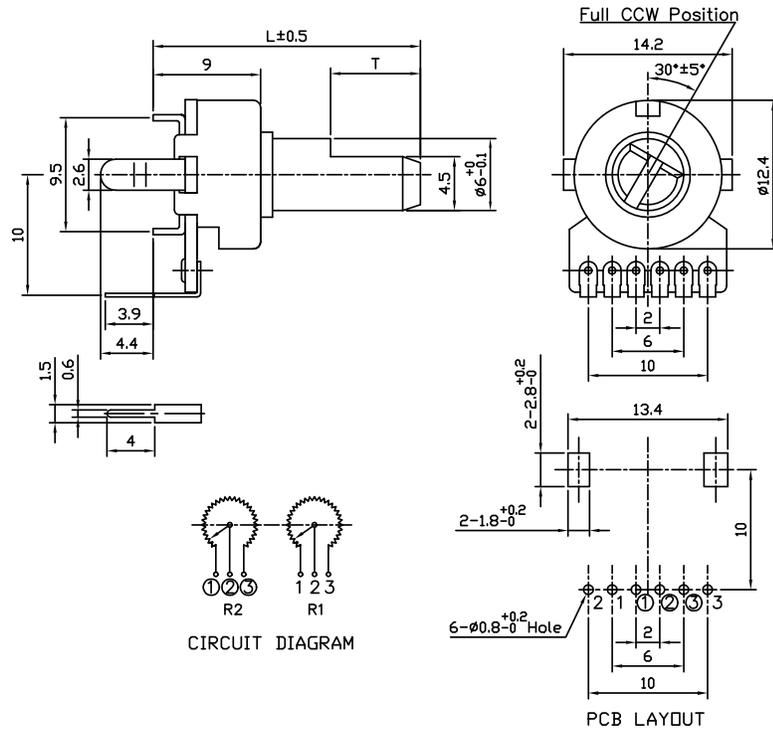 Full CCW Position
L±0.5
14.2
9
T
30°±5°
9.5
2.6
10
4.5
Ø6+0-0.1
Ø12.4
3.9
4.4
2
6
10
1.5
0.6
4
13.4
2-2.8+0.2-0
2-1.8+0.2-0
10
① ② ③
R2
1 2 3
R1
CIRCUIT DIAGRAM
2 1 ① ② ③ 3
6-Ø0.8+0.2-0 Hole
2
6
10
PCB LAYOUT